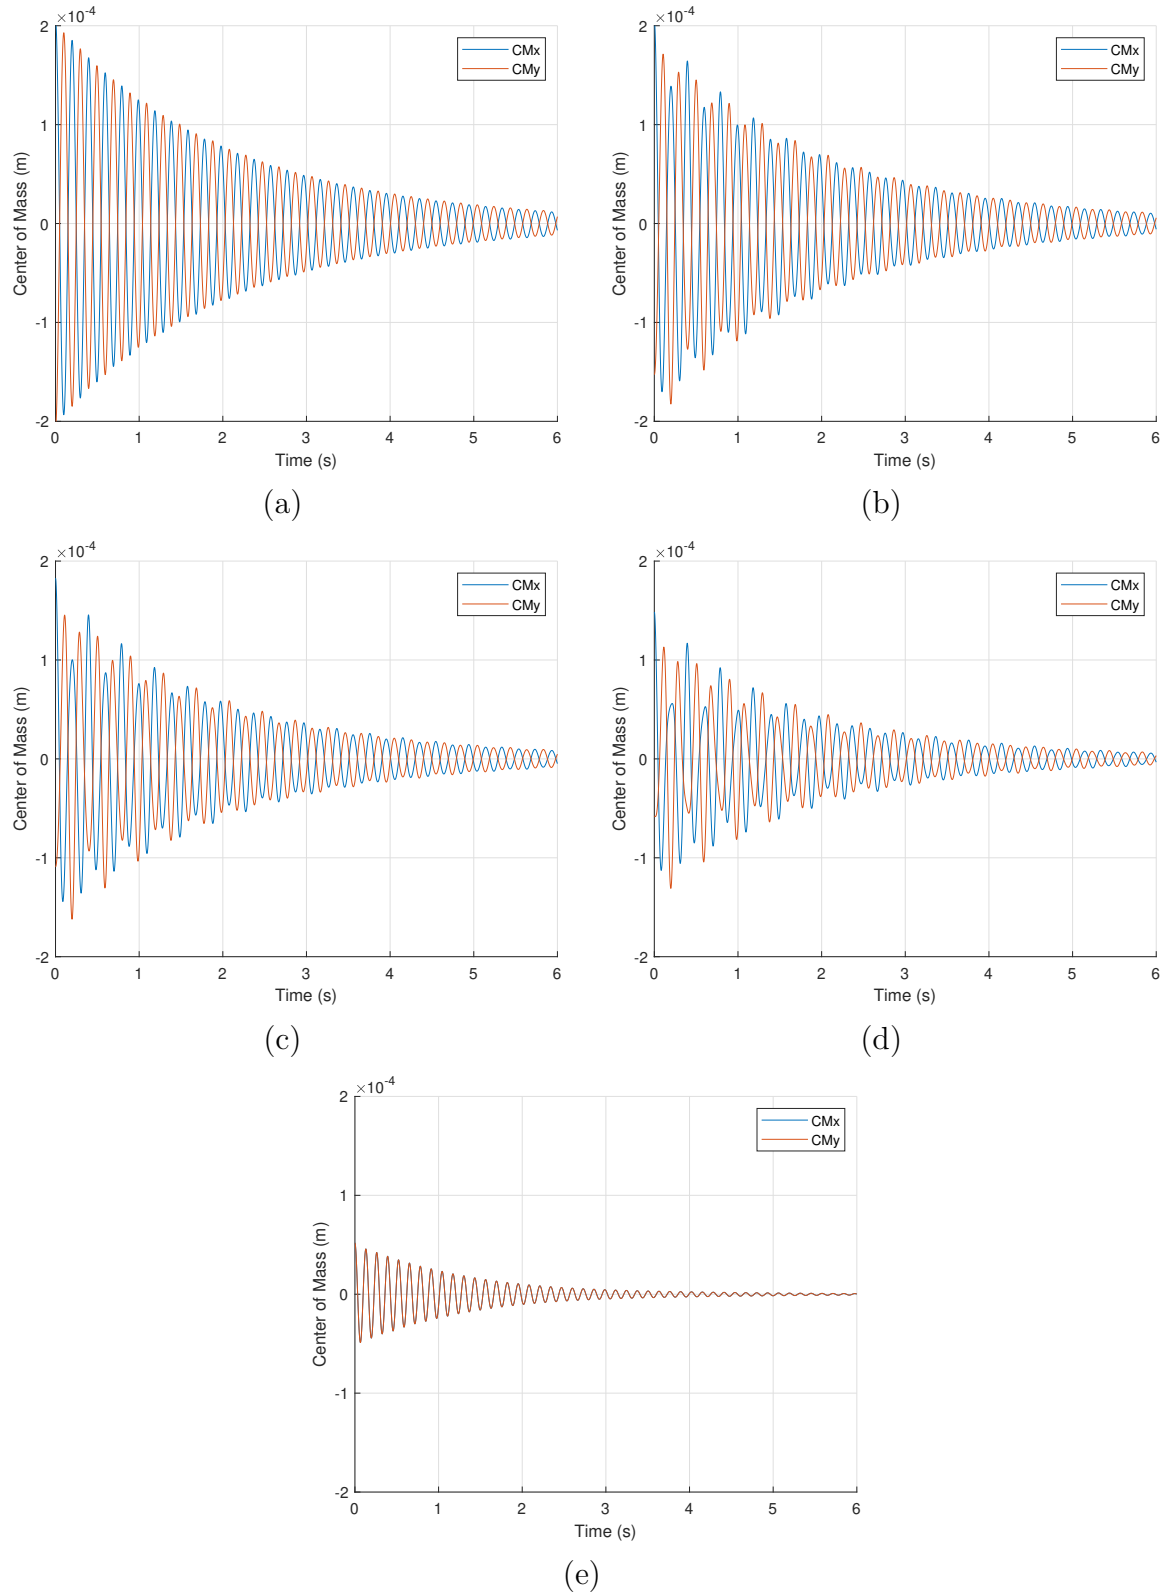 ×10-4
2
1
0
-1
-2
Center of Mass (m)
CMx
CMy
0 1 2 3 4 5 6
Time (s)
(a)
×10-4
2
1
0
-1
-2
Center of Mass (m)
CMx
CMy
0 1 2 3 4 5 6
Time (s)
(b)
×10-4
2
1
0
-1
-2
Center of Mass (m)
CMx
CMy
0 1 2 3 4 5 6
Time (s)
(c)
×10-4
2
1
0
-1
-2
Center of Mass (m)
CMx
CMy
0 1 2 3 4 5 6
Time (s)
(d)
×10-4
2
1
0
-1
-2
Center of Mass (m)
CMx
CMy
0 1 2 3 4 5 6
Time (s)
(e)